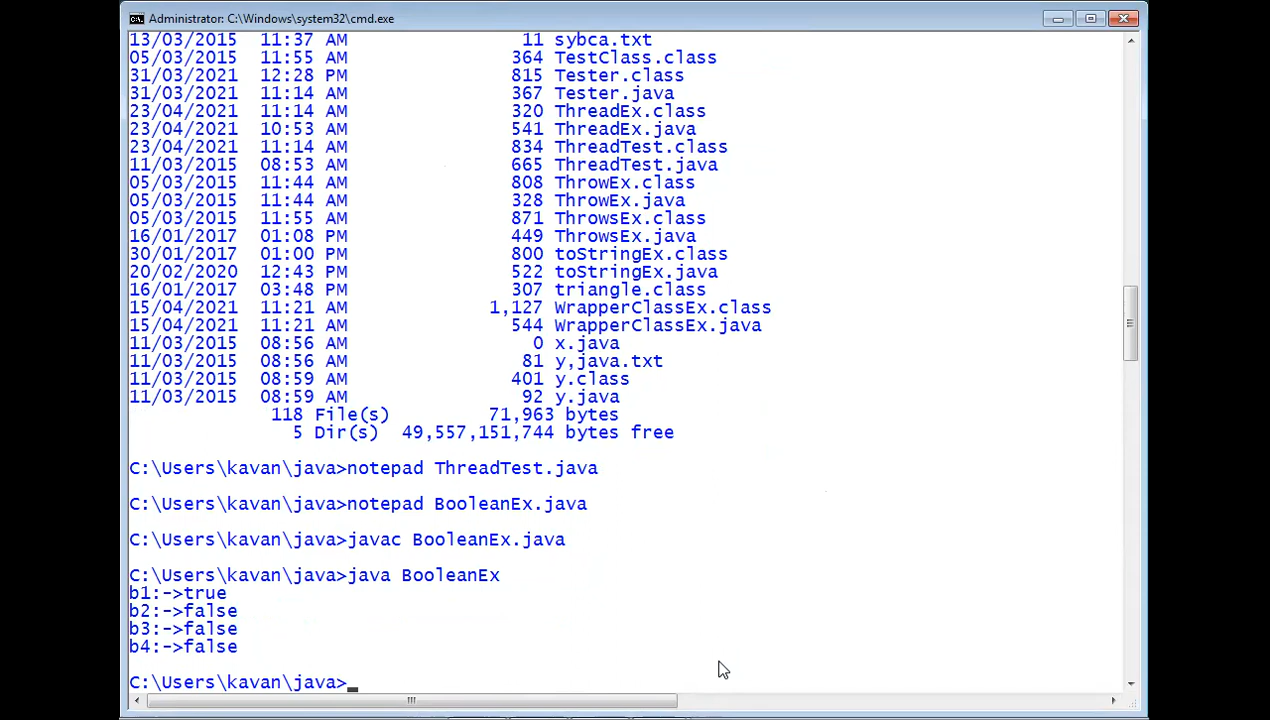 Administrator: C:\Windows\system32\cmd.exe
13/03/2015  11:37 AM                11 sybca.txt
05/03/2015  11:55 AM               364 TestClass.class
31/03/2021  12:28 PM               815 Tester.class
31/03/2021  11:14 AM               367 Tester.java
23/04/2021  11:14 AM               320 ThreadEx.class
23/04/2021  10:53 AM               541 ThreadEx.java
23/04/2021  11:14 AM               834 ThreadTest.class
11/03/2015  08:53 AM               665 ThreadTest.java
05/03/2015  11:44 AM               808 ThrowEx.class
05/03/2015  11:44 AM               328 ThrowEx.java
05/03/2015  11:55 AM               871 ThrowsEx.class
16/01/2017  01:08 PM               449 ThrowsEx.java
30/01/2017  01:00 PM               800 toStringEx.class
20/02/2020  12:43 PM               522 toStringEx.java
16/01/2017  03:48 PM               307 triangle.class
15/04/2021  11:21 AM             1,127 WrapperClassEx.class
15/04/2021  11:21 AM               544 WrapperClassEx.java
11/03/2015  08:56 AM                 0 x.java
11/03/2015  08:56 AM                81 y,java.txt
11/03/2015  08:59 AM               401 y.class
11/03/2015  08:59 AM                92 y.java
118 File(s)         71,963 bytes
5 Dir(s)  49,557,151,744 bytes free
C:\Users\kavan\java>notepad ThreadTest.java
C:\Users\kavan\java>notepad BooleanEx.java
C:\Users\kavan\java>javac BooleanEx.java
C:\Users\kavan\java>java BooleanEx
b1:->true
b2:->false
b3:->false
b4:->false
C:\Users\kavan\java>